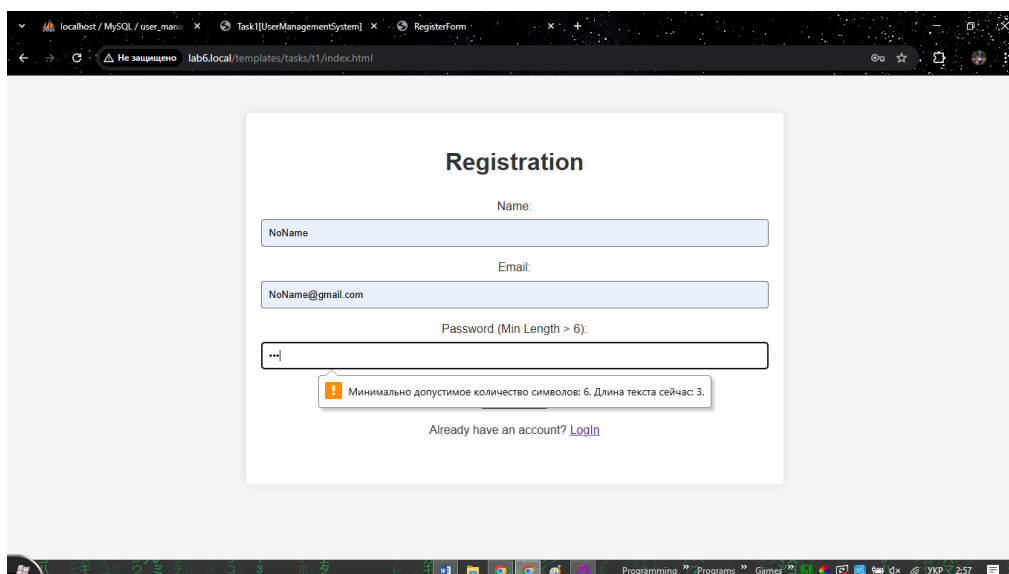 localhost / MySQL / user_mana
Task1[UserManagementSystem]
RegisterForm
Не защищено
lab6.local/templates/tasks/t1/index.html
Registration
Name:
NoName
Email:
NoName@gmail.com
Password (Min Length > 6):
Минимально допустимое количество символов: 6. Длина текста сейчас: 3.
Already have an account? LogIn
Programming » Programs » Games » УКР 2:57